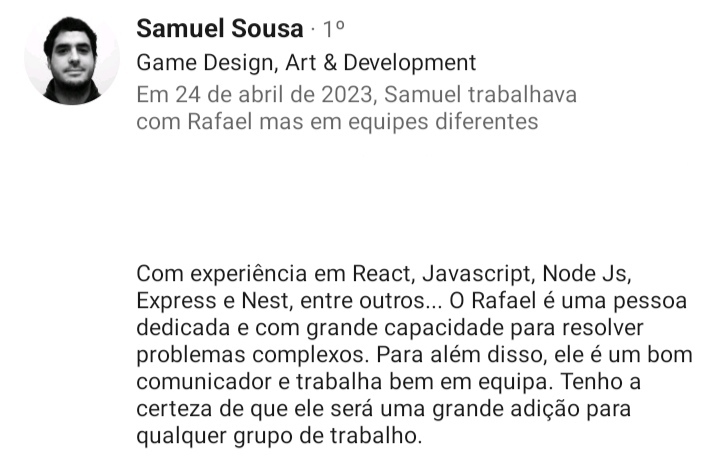 Samuel Sousa · 1º
Game Design, Art & Development
Em 24 de abril de 2023, Samuel trabalhava
com Rafael mas em equipes diferentes
Com experiência em React, Javascript, Node Js,
Express e Nest, entre outros... O Rafael é uma pessoa
dedicada e com grande capacidade para resolver
problemas complexos. Para além disso, ele é um bom
comunicador e trabalha bem em equipa. Tenho a
certeza de que ele será uma grande adição para
qualquer grupo de trabalho.